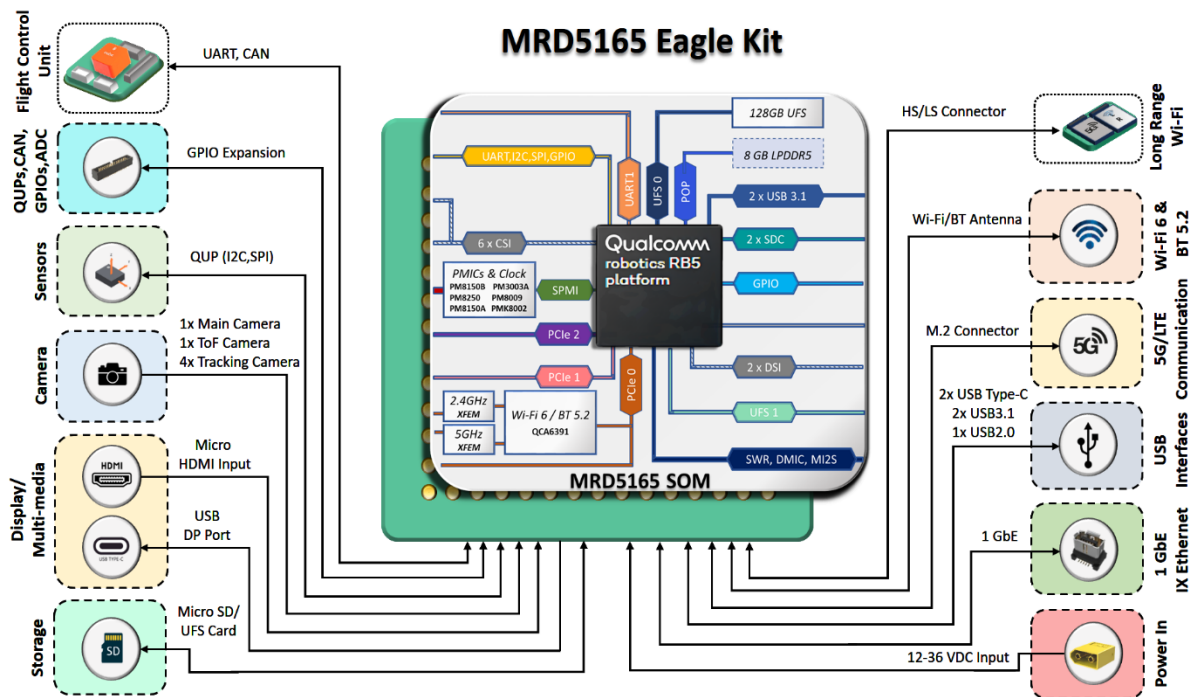 MRD5165 Eagle Kit
Flight Control
Unit
UART, CAN
QUPs,CAN,
GPIOs,ADC
GPIO Expansion
Sensors
QUP (I2C,SPI)
Camera
1x Main Camera
1x ToF Camera
4x Tracking Camera
Display/
Multi-media
HDMI
Micro
HDMI Input
USB TYPE-C
USB
DP Port
Storage
SD
Micro SD/
UFS Card
128GB UFS
8 GB LPDDR5
UART,I2C,SPI,GPIO
UART1
UFS 0
POP
2 x USB 3.1
6 x CSI
Qualcomm
robotics RB5
platform
2 x SDC
PMICs & Clock
PM8150B PM3003A
PM8250 PM8009
PM8150A PMK8002
SPMI
GPIO
PCIe 2
PCIe 1
PCIe 0
2 x DSI
2.4GHz
XFEM
5GHz
XFEM
Wi-Fi 6 / BT 5.2
QCA6391
UFS 1
SWR, DMIC, MI2S
MRD5165 SOM
HS/LS Connector
Long Range
Wi-Fi
5G
Wi-Fi/BT Antenna
Wi-Fi 6 &
BT 5.2
M.2 Connector
5G
5G/LTE
Communication
2x USB Type-C
2x USB3.1
1x USB2.0
USB
Interfaces
1 GbE
1 GbE
IX Ethernet
12-36 VDC Input
Power In